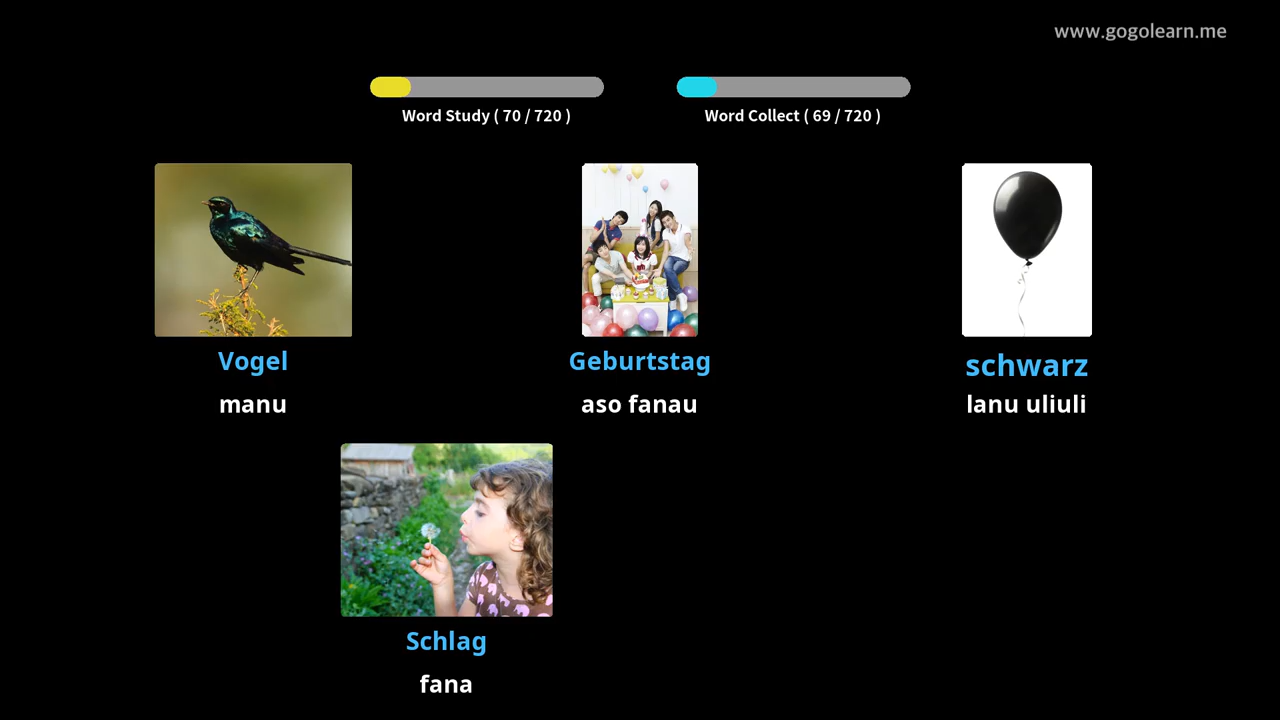 www.gogolearn.me
Word Study ( 70 / 720 )
Word Collect ( 69 / 720 )
Vogel
manu
Geburtstag
aso fanau
schwarz
lanu uliuli
Schlag
fana